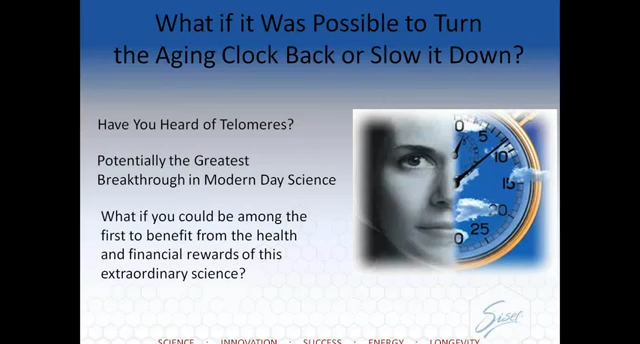 What if it Was Possible to Turn
the Aging Clock Back or Slow it Down?
Have You Heard of Telomeres?
Potentially the Greatest
Breakthrough in Modern Day Science
What if you could be among the
first to benefit from the health
and financial rewards of this
extraordinary science?
0
5
10
15
20
25
0
Sisel
SCIENCE · INNOVATION · SUCCESS · ENERGY · LONGEVITY